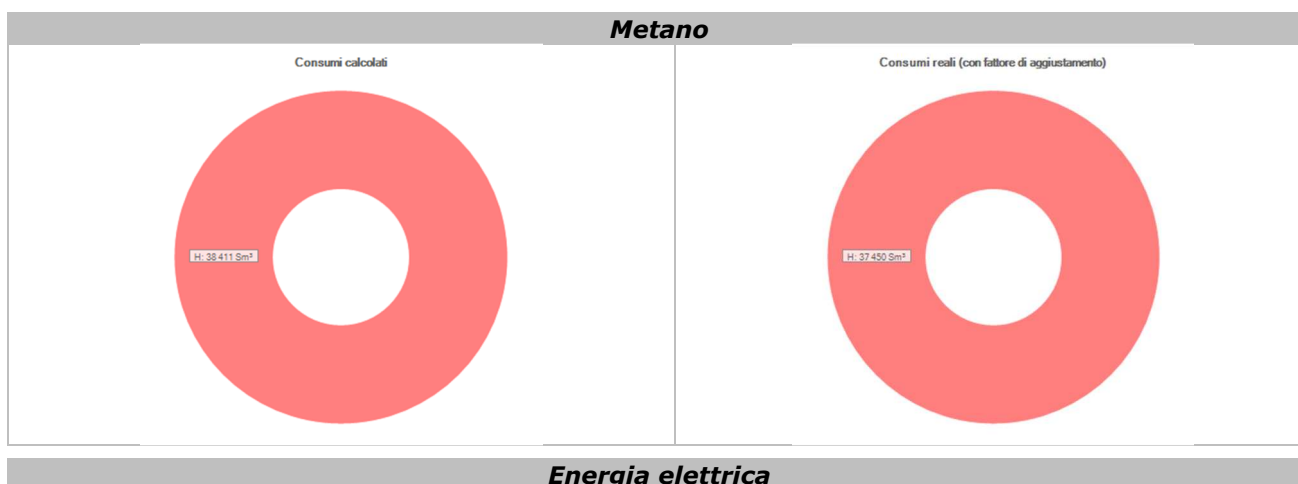 Metano
Consumi calcolati
Consumi reali (con fattore di aggiustamento)
H: 38 411 Sm³
H: 37 450 Sm³
Energia elettrica